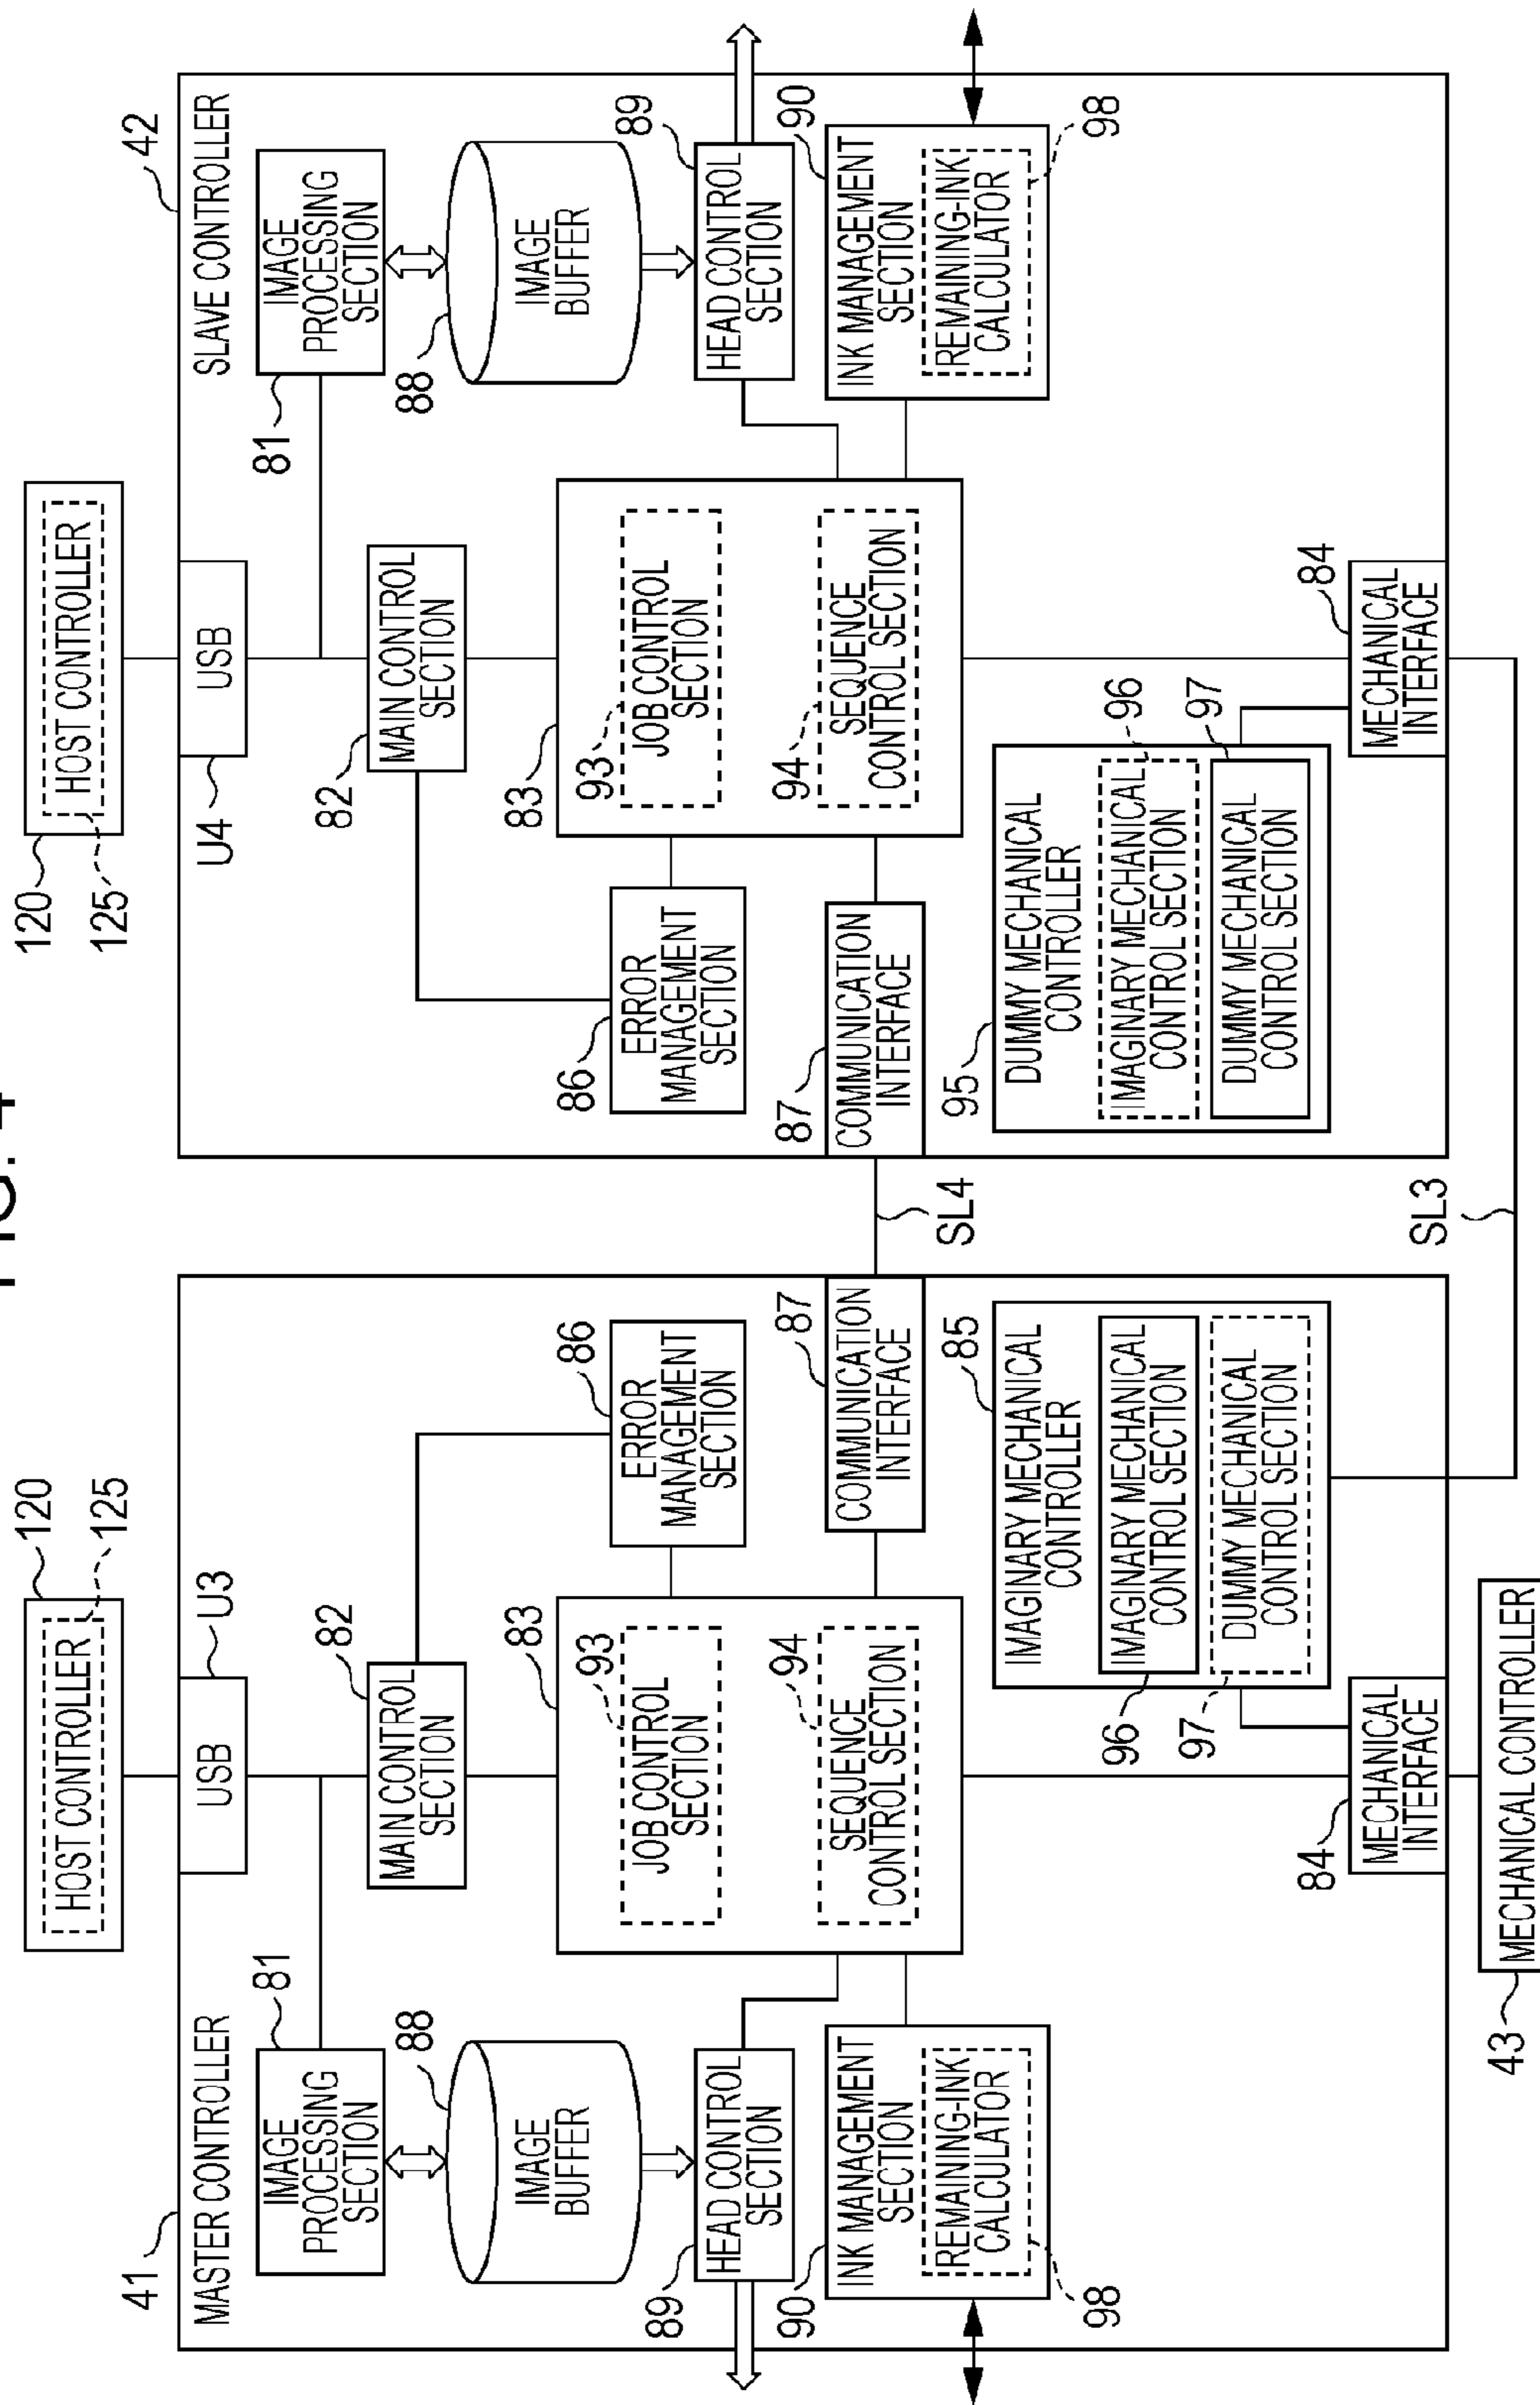 FIG. 4
120
HOST CONTROLLER
125
41
MASTER CONTROLLER
USB
U3
IMAGE
PROCESSING
SECTION
81
MAIN CONTROL
SECTION
82
88
IMAGE
BUFFER
83
93
JOB CONTROL
SECTION
94
SEQUENCE
CONTROL SECTION
86
ERROR
MANAGEMENT
SECTION
89
HEAD CONTROL
SECTION
87
COMMUNICATION
INTERFACE
90
INK MANAGEMENT
SECTION
REMAINING-INK
CALCULATOR
98
85
IMAGINARY MECHANICAL
CONTROLLER
96
IMAGINARY MECHANICAL
CONTROL SECTION
97
DUMMY MECHANICAL
CONTROL SECTION
84
MECHANICAL
INTERFACE
43
MECHANICAL CONTROLLER
SL4
SL3
120
HOST CONTROLLER
125
42
SLAVE CONTROLLER
U4
USB
81
IMAGE
PROCESSING
SECTION
82
MAIN CONTROL
SECTION
88
IMAGE
BUFFER
83
93
JOB CONTROL
SECTION
94
SEQUENCE
CONTROL SECTION
86
ERROR
MANAGEMENT
SECTION
89
HEAD CONTROL
SECTION
87
COMMUNICATION
INTERFACE
90
INK MANAGEMENT
SECTION
REMAINING-INK
CALCULATOR
98
95
DUMMY MECHANICAL
CONTROLLER
96
IMAGINARY MECHANICAL
CONTROL SECTION
97
DUMMY MECHANICAL
CONTROL SECTION
84
MECHANICAL
INTERFACE